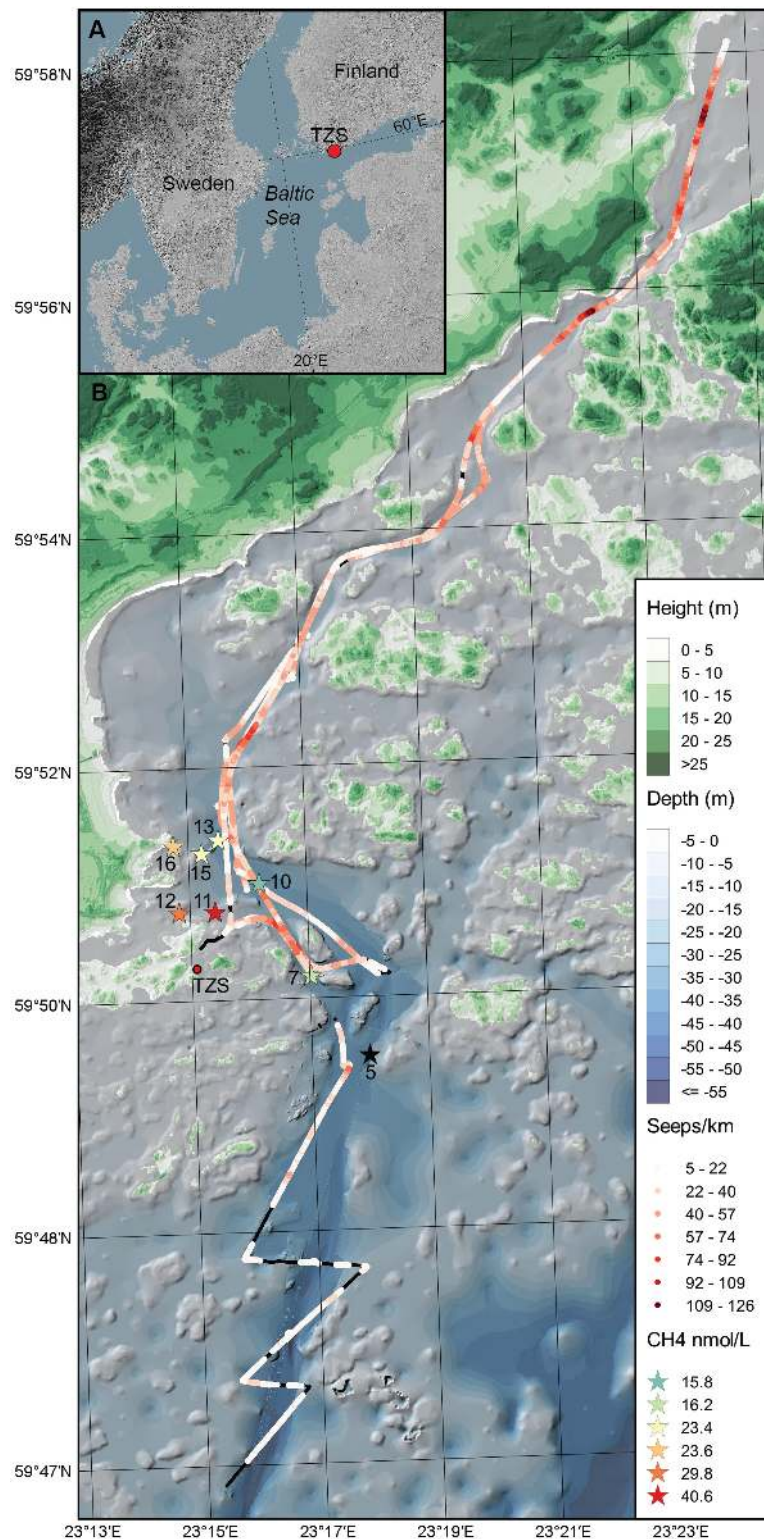 A
Finland
60°E
TZS
Sweden
Baltic
Sea
20°E
B
59°58'N
59°56'N
59°54'N
59°52'N
59°50'N
59°48'N
59°47'N
13
16
15
10
12
11
7
TZS
5
Height (m)
0 - 5
5 - 10
10 - 15
15 - 20
20 - 25
>25
Depth (m)
-5 - 0
-10 - -5
-15 - -10
-20 - -15
-25 - -20
-30 - -25
-35 - -30
-40 - -35
-45 - -40
-50 - -45
-55 - -50
<= -55
Seeps/km
5 - 22
22 - 40
40 - 57
57 - 74
74 - 92
92 - 109
109 - 126
CH4 nmol/L
15.8
16.2
23.4
23.6
29.8
40.6
23°13'E 23°15'E 23°17'E 23°19'E 23°21'E 23°23'E